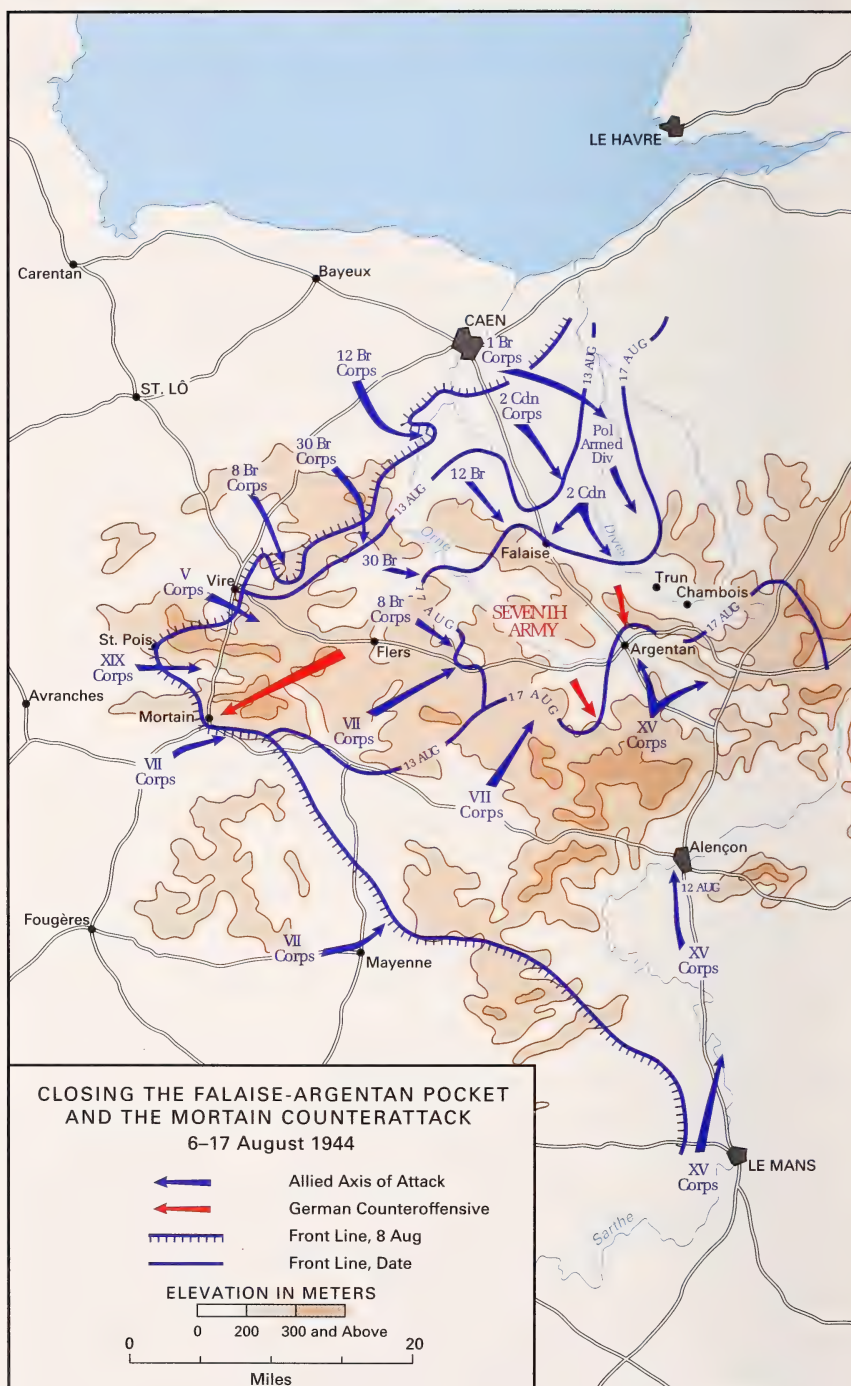 LE HAVRE
Carentan
Bayeux
CAEN
1 Br
Corps
12 Br
Corps
13 AUG
17 AUG
ST. LÔ
2 Cdn
Corps
Pol
Armed
Div
30 Br
Corps
8 Br
Corps
12 Br
13 AUG
2 Cdn
Orne
Dives
Falaise
30 Br
Trun
Chambois
V
Corps
Vire
17 AUG
8 Br
Corps
SEVENTH
ARMY
17 AUG
St. Pois
Flers
Argentan
XIX
Corps
Avranches
Mortain
VII
Corps
17 AUG
XV
Corps
VII
Corps
13 AUG
VII
Corps
Alençon
12 AUG
Fougères
VII
Corps
Mayenne
XV
Corps
XV
Corps
LE MANS
Sarthe
CLOSING THE FALAISE-ARGENTAN POCKET
AND THE MORTAIN COUNTERATTACK
6–17 August 1944
Allied Axis of Attack
German Counteroffensive
Front Line, 8 Aug
Front Line, Date
ELEVATION IN METERS
0 200 300 and Above
0 20
Miles